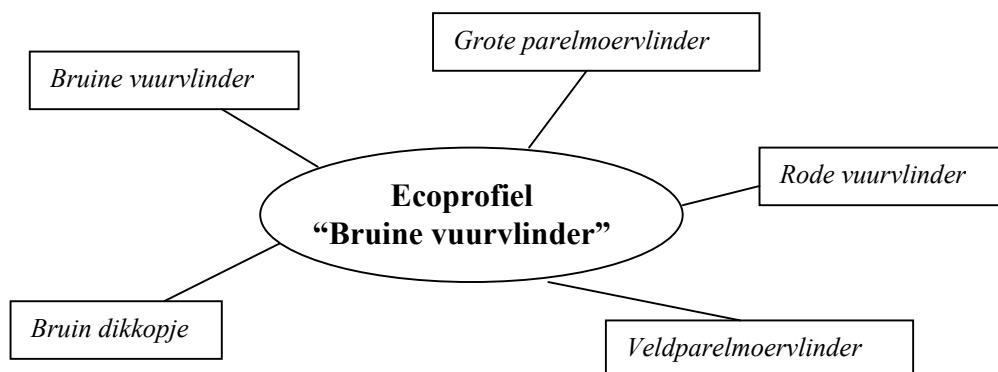 Grote parelmoervlinder
Bruine vuurvlinder
Rode vuurvlinder
Ecoprofiel
“Bruine vuurvlinder”
Bruin dikkopje
Veldparelmoervlinder